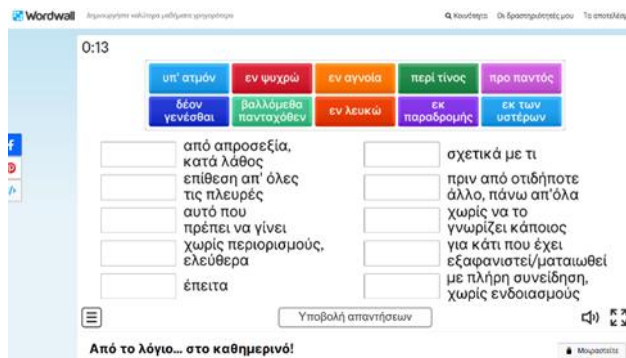 Wordwall Δημιουργήστε καλύτερα μαθήματα γρηγορότερα Κοινότητα Οι δραστηριότητές μου Τα αποτελέσ
0:13
υπ' ατμόν εν ψυχρώ εν αγνοία περί τίνος προ παντός
δέον γενέσθαι βαλλόμεθα πανταχόθεν εν λευκώ εκ παραδρομής εκ των υστέρων
από απροσεξία,
κατά λάθος
σχετικά με τι
επίθεση απ' όλες
τις πλευρές
πριν από οτιδήποτε
άλλο, πάνω απ'όλα
αυτό που
πρέπει να γίνει
χωρίς να το
γνωρίζει κάποιος
χωρίς περιορισμούς,
ελεύθερα
για κάτι που έχει
εξαφανιστεί/ματαιωθεί
έπειτα
με πλήρη συνείδηση,
χωρίς ενδοιασμούς
Υποβολή απαντήσεων
Από το λόγιο... στο καθημερινό!
Μοιραστείτε